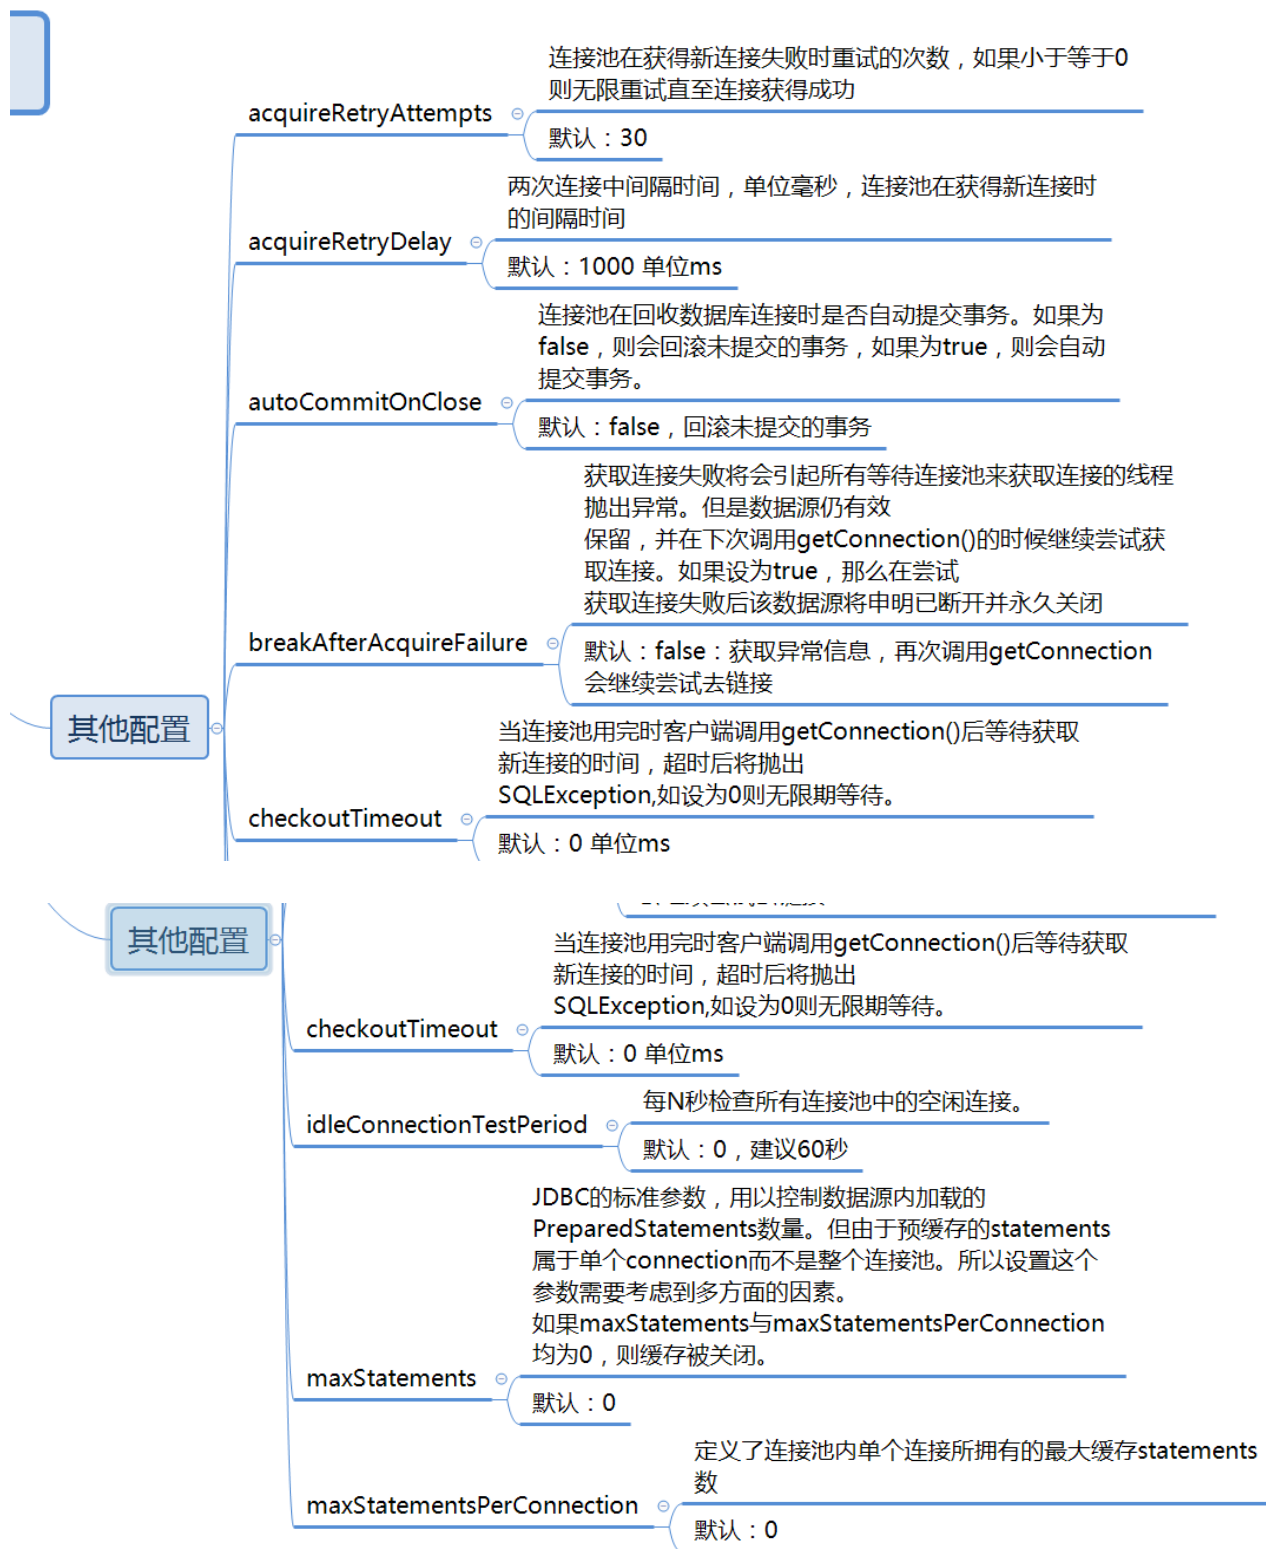 连接池在获得新连接失败时重试的次数，如果小于等于0
则无限重试直至连接获得成功
acquireRetryAttempts
默认：30
两次连接中间隔时间，单位毫秒，连接池在获得新连接时
的间隔时间
acquireRetryDelay
默认：1000 单位ms
连接池在回收数据库连接时是否自动提交事务。如果为
false，则会回滚未提交的事务，如果为true，则会自动
提交事务。
autoCommitOnClose
默认：false，回滚未提交的事务
获取连接失败将会引起所有等待连接池来获取连接的线程
抛出异常。但是数据源仍有效
保留，并在下次调用getConnection()的时候继续尝试获
取连接。如果设为true，那么在尝试
获取连接失败后该数据源将申明已断开并永久关闭
breakAfterAcquireFailure
默认：false：获取异常信息，再次调用getConnection
会继续尝试去链接
其他配置
当连接池用完时客户端调用getConnection()后等待获取
新连接的时间，超时后将抛出
SQLException,如设为0则无限期等待。
checkoutTimeout
默认：0 单位ms
其他配置
当连接池用完时客户端调用getConnection()后等待获取
新连接的时间，超时后将抛出
SQLException,如设为0则无限期等待。
checkoutTimeout
默认：0 单位ms
每N秒检查所有连接池中的空闲连接。
idleConnectionTestPeriod
默认：0，建议60秒
JDBC的标准参数，用以控制数据源内加载的
PreparedStatements数量。但由于预缓存的statements
属于单个connection而不是整个连接池。所以设置这个
参数需要考虑到多方面的因素。
如果maxStatements与maxStatementsPerConnection
均为0，则缓存被关闭。
maxStatements
默认：0
定义了连接池内单个连接所拥有的最大缓存statements
数
maxStatementsPerConnection
默认：0